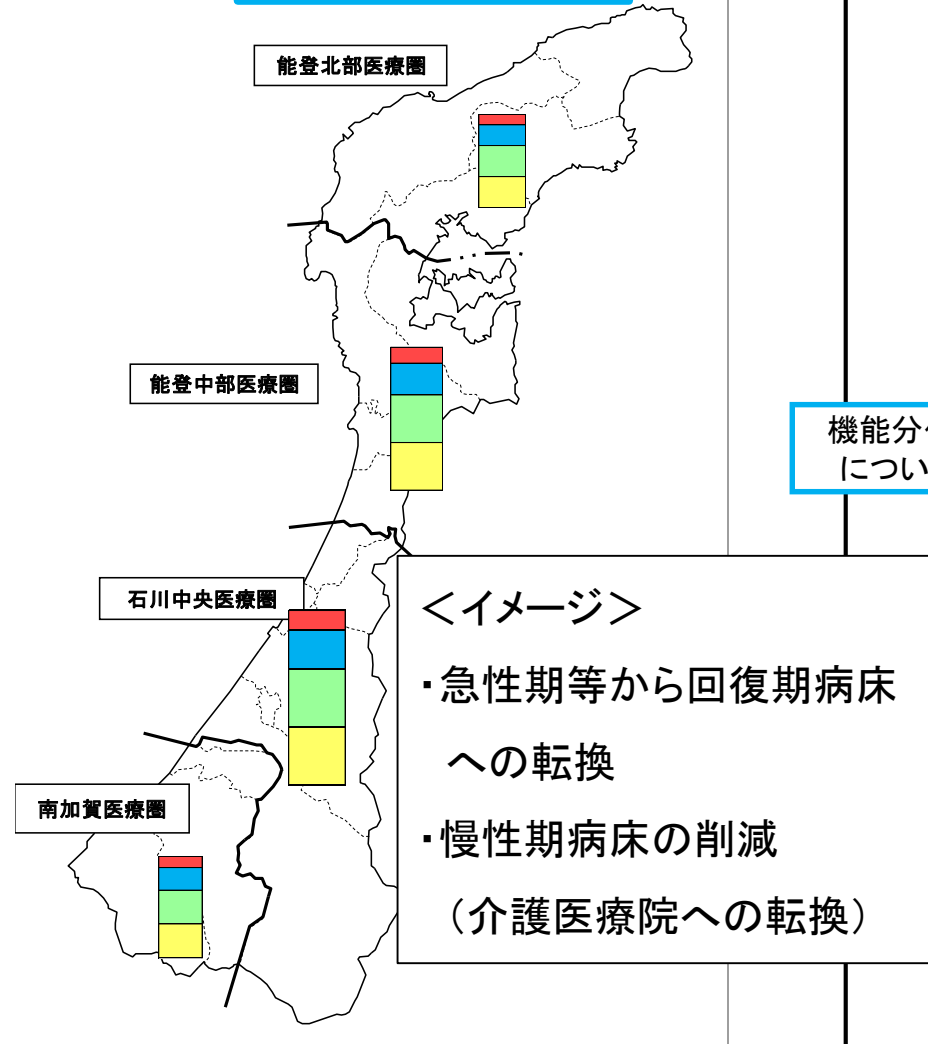 能登北部医療圏
能登中部医療圏
機能分
につい
石川中央医療圏
＜イメージ＞
・急性期等から回復期病床
への転換
・慢性期病床の削減
（介護医療院への転換）
南加賀医療圏